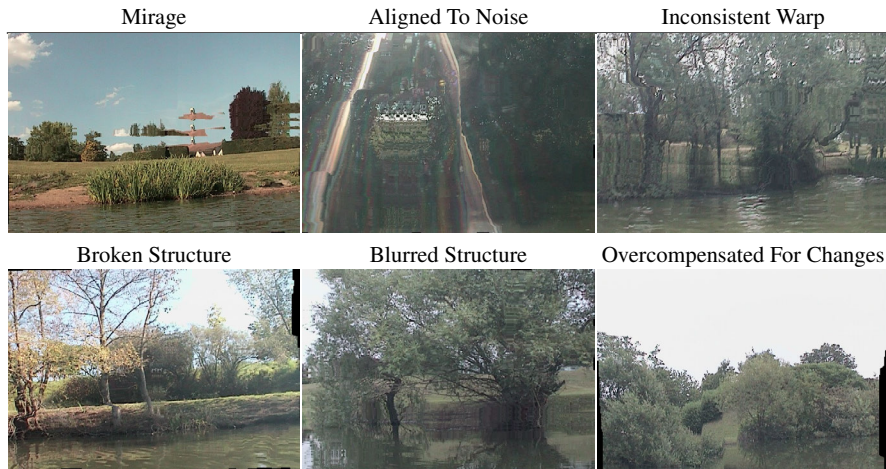 Mirage
Aligned To Noise
Inconsistent Warp
Broken Structure
Blurred Structure
Overcompensated For Changes